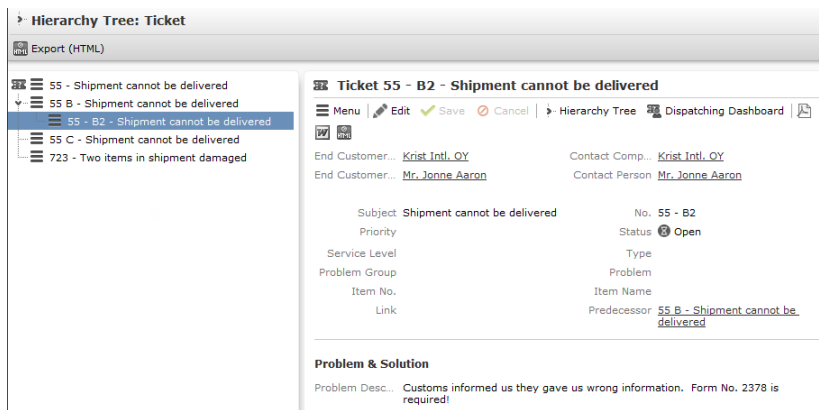 Hierarchy Tree: Ticket
HTML Export (HTML)
55 - Shipment cannot be delivered
55 B - Shipment cannot be delivered
55 - B2 - Shipment cannot be delivered
55 C - Shipment cannot be delivered
723 - Two items in shipment damaged
Ticket 55 - B2 - Shipment cannot be delivered
Menu Edit Save Cancel Hierarchy Tree Dispatching Dashboard
W HTML
End Customer... Krist Intl. OY Contact Comp... Krist Intl. OY
End Customer... Mr. Jonne Aaron Contact Person Mr. Jonne Aaron
Subject Shipment cannot be delivered No. 55 - B2
Priority Status Open
Service Level Type
Problem Group Problem
Item No. Item Name
Link Predecessor 55 B - Shipment cannot be
delivered
Problem & Solution
Problem Desc... Customs informed us they gave us wrong information. Form No. 2378 is
required!